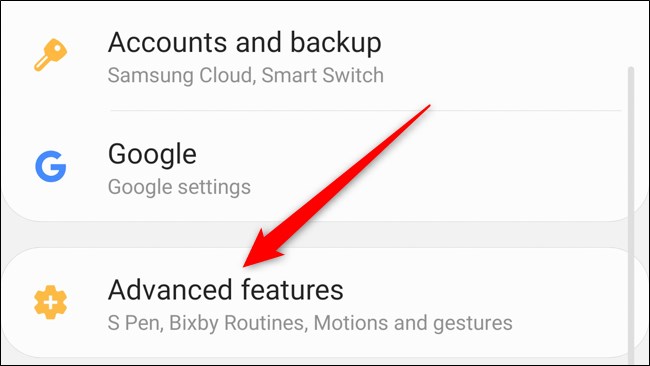 Accounts and backup
Samsung Cloud, Smart Switch
Google
Google settings
Advanced features
S Pen, Bixby Routines, Motions and gestures